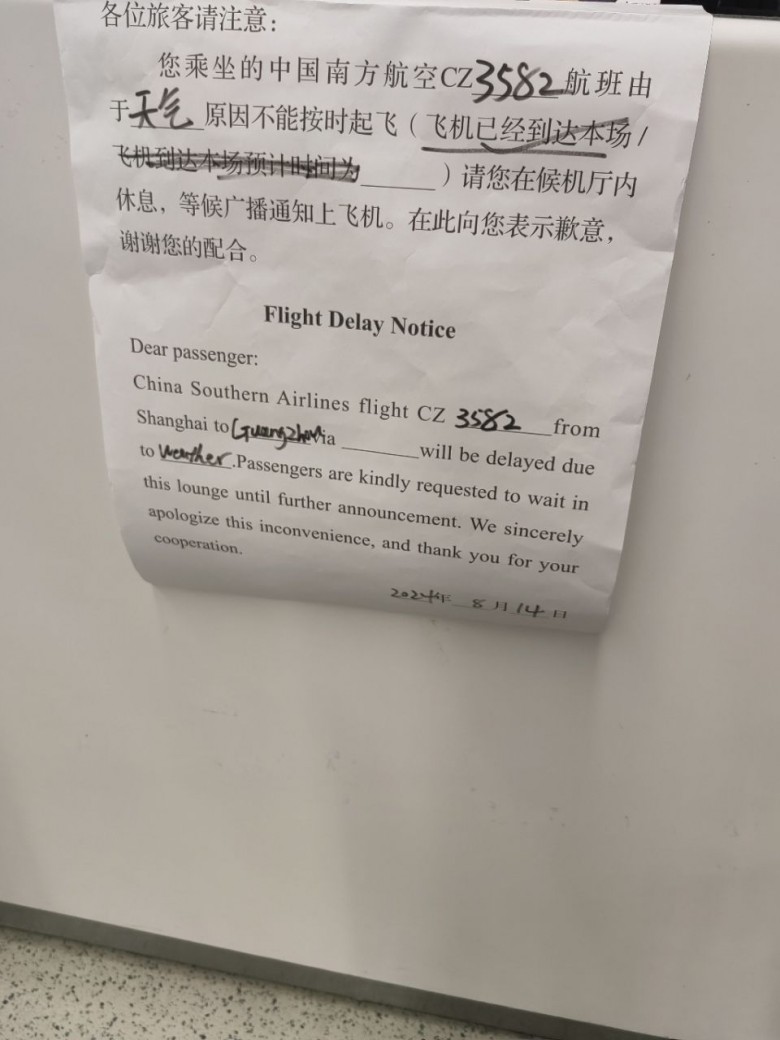 各位旅客请注意：
您乘坐的中国南方航空CZ3582航班由
于天气原因不能按时起飞（飞机已经到达本场/
飞机到达本场预计时间为______）请您在候机厅内
休息，等候广播通知上飞机。在此向您表示歉意，
谢谢您的配合。
Flight Delay Notice
Dear passenger:
China Southern Airlines flight CZ 3582 from
Shanghai to Guangzhou via ______ will be delayed due
to weather.Passengers are kindly requested to wait in
this lounge until further announcement. We sincerely
apologize this inconvenience, and thank you for your
cooperation.
2024年 8月14日